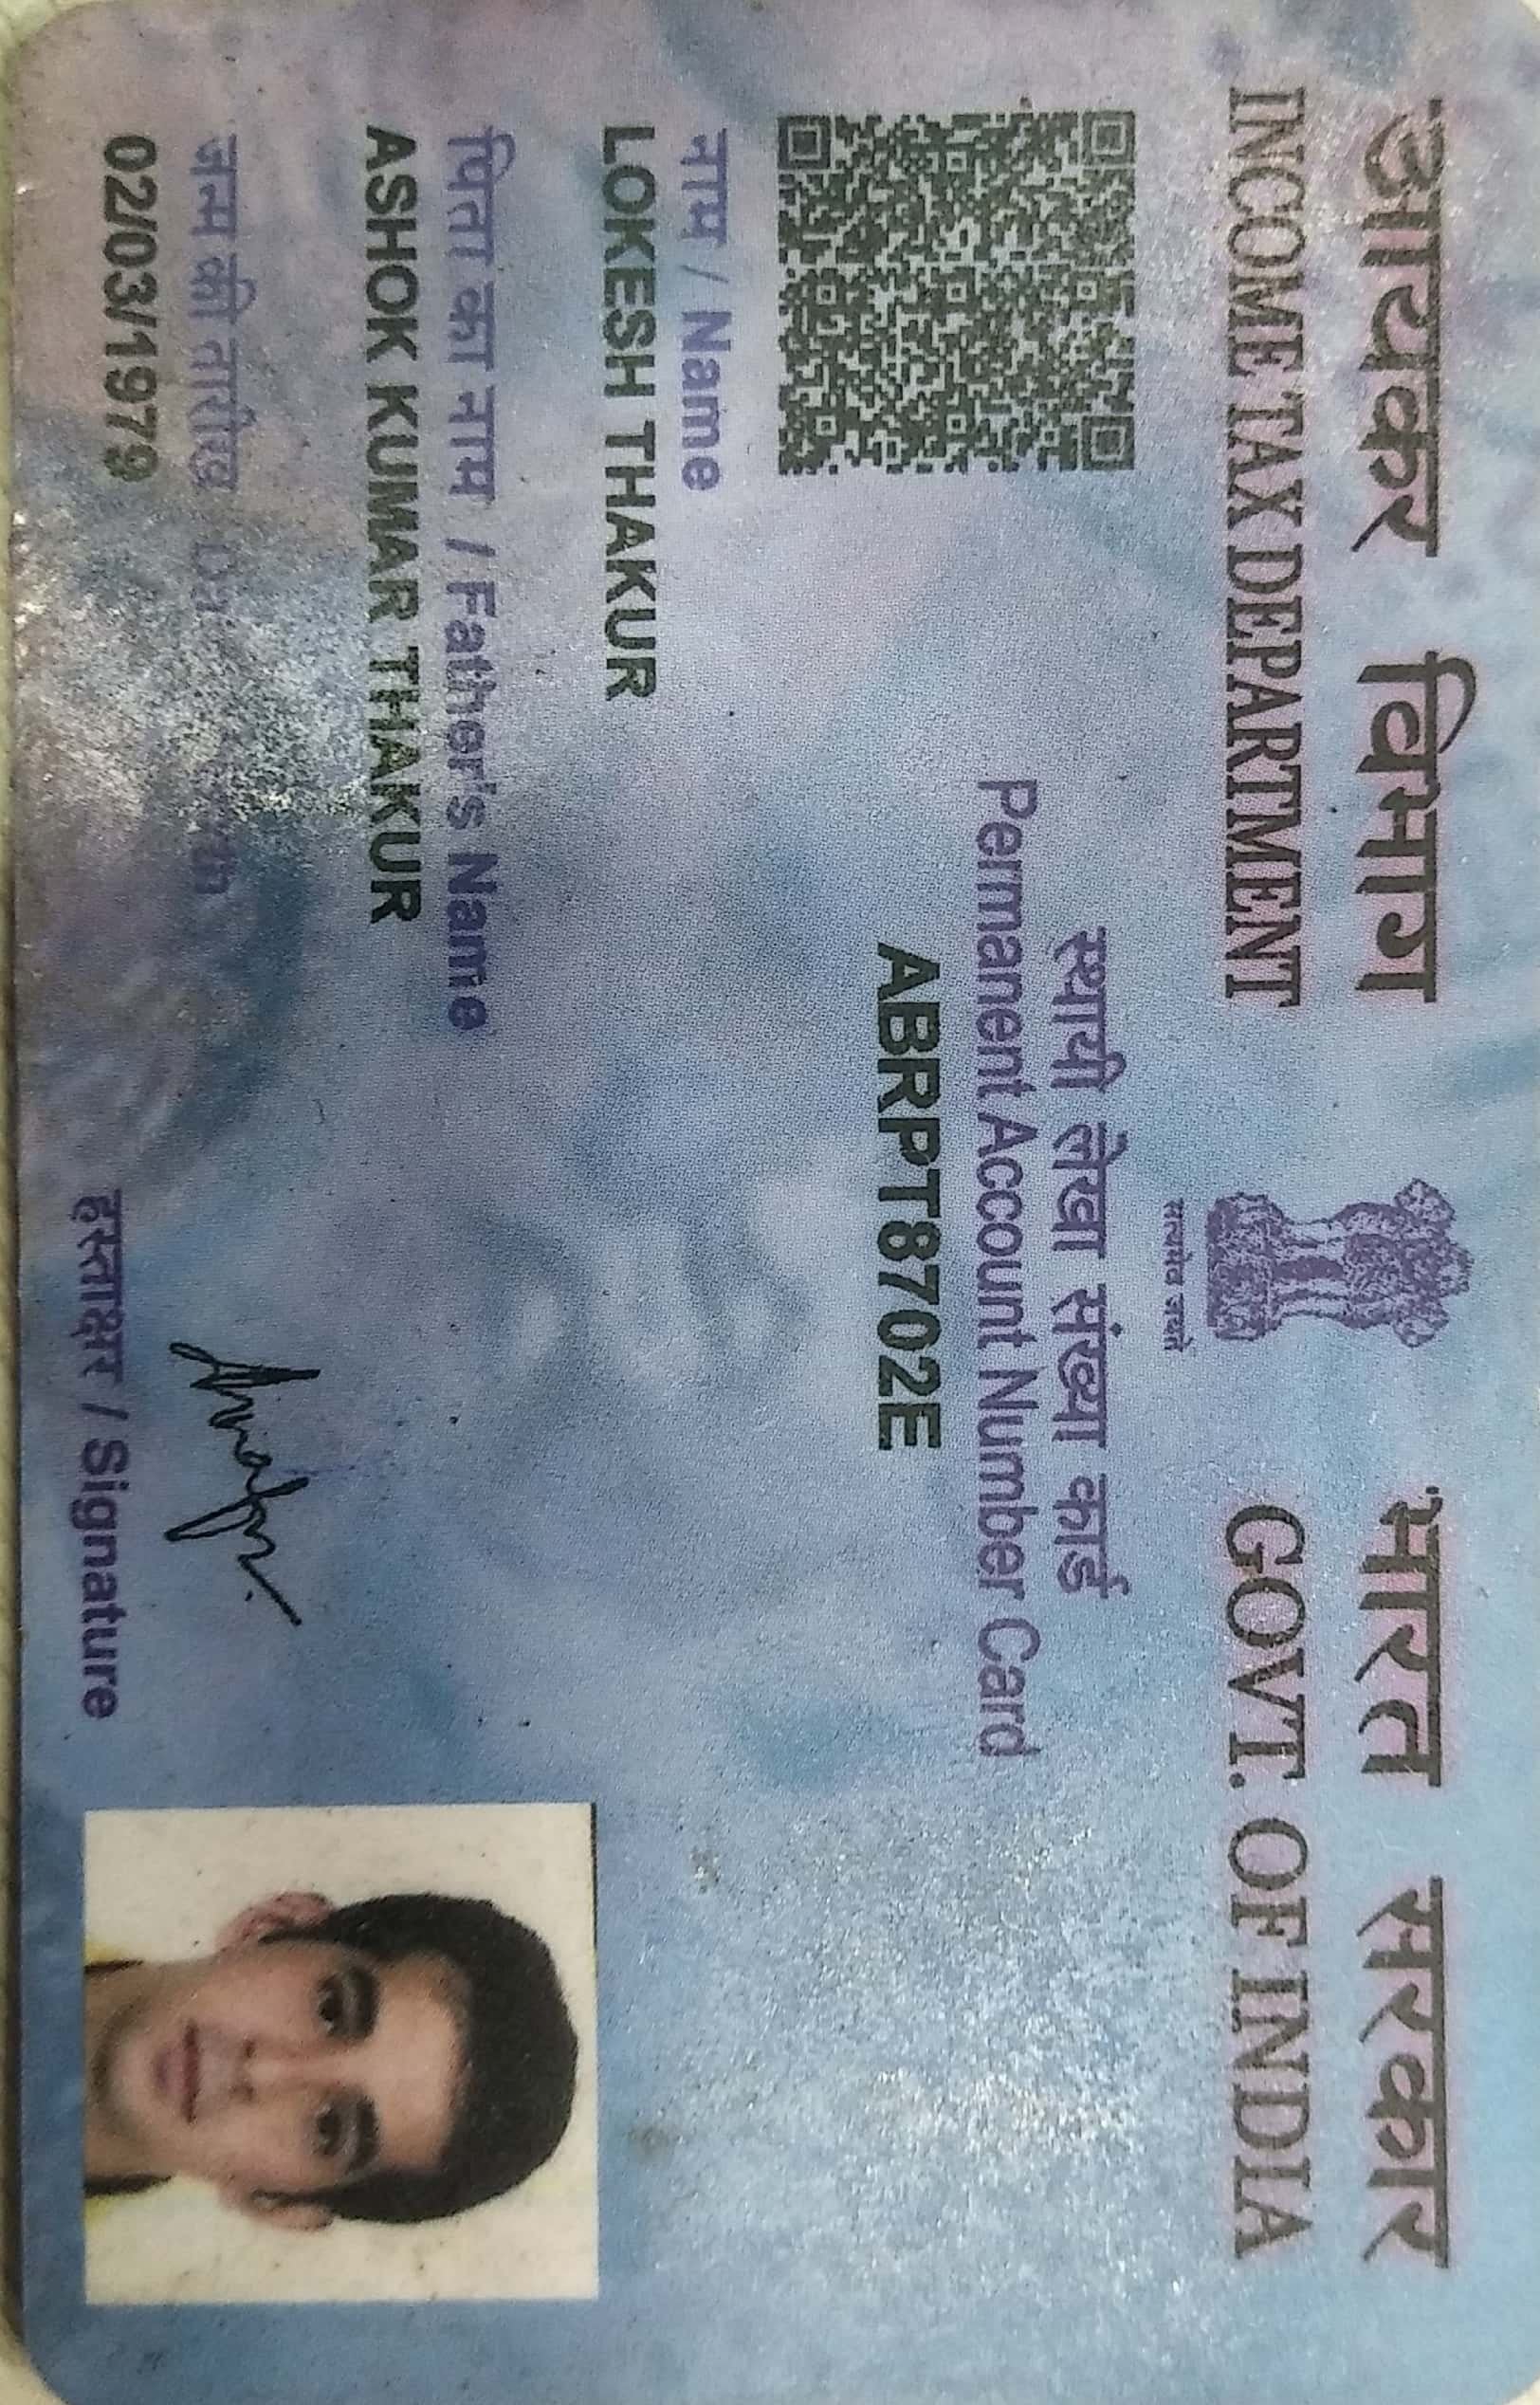 आयकर विभाग
INCOME TAX DEPARTMENT
भारत सरकार
GOVT. OF INDIA
सत्यमेव जयते
स्थायी लेखा संख्या कार्ड
Permanent Account Number Card
ABRPT8702E
नाम / Name
LOKESH THAKUR
पिता का नाम / Father's Name
ASHOK KUMAR THAKUR
जन्म की तारीख
02/03/1979
हस्ताक्षर / Signature